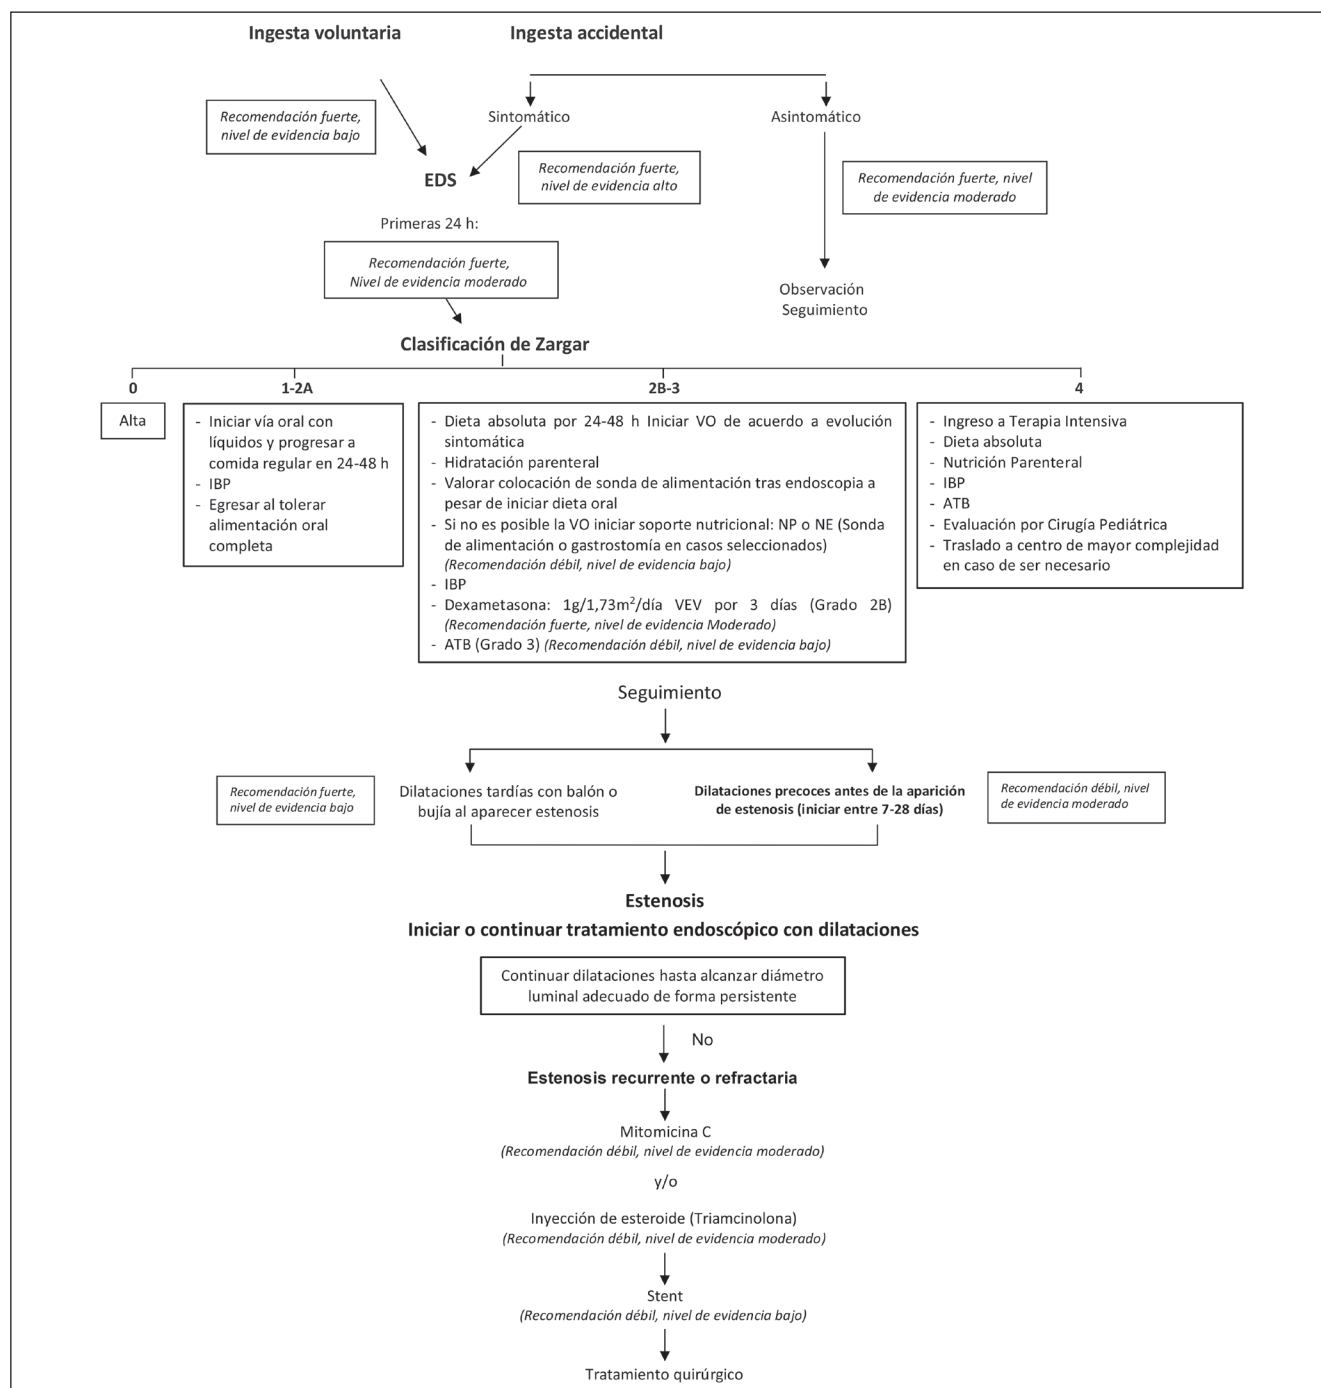 Ingesta voluntaria
Ingesta accidental
Sintomático
Asintomático
Recomendación fuerte,
nivel de evidencia bajo
Recomendación fuerte,
nivel de evidencia alto
Recomendación fuerte, nivel
de evidencia moderado
EDS
Primeras 24 h:
Recomendación fuerte,
Nivel de evidencia moderado
Observación
Seguimiento
Clasificación de Zargar
0
1-2A
2B-3
4
Alta
- Iniciar vía oral con
líquidos y progresar a
comida regular en 24-48 h
- IBP
- Egresar al tolerar
alimentación oral
completa
- Dieta absoluta por 24-48 h Iniciar VO de acuerdo a evolución
sintomática
- Hidratación parenteral
- Valorar colocación de sonda de alimentación tras endoscopia a
pesar de iniciar dieta oral
- Si no es posible la VO iniciar soporte nutricional: NP o NE (Sonda
de alimentación o gastrostomía en casos seleccionados)
(Recomendación débil, nivel de evidencia bajo)
- IBP
- Dexametasona: 1g/1,73m²/día VEV por 3 días (Grado 2B)
(Recomendación fuerte, nivel de evidencia Moderado)
- ATB (Grado 3) (Recomendación débil, nivel de evidencia bajo)
- Ingreso a Terapia Intensiva
- Dieta absoluta
- Nutrición Parenteral
- IBP
- ATB
- Evaluación por Cirugía Pediátrica
- Traslado a centro de mayor complejidad
en caso de ser necesario
Seguimiento
Recomendación fuerte,
nivel de evidencia bajo
Dilataciones tardías con balón o
bujía al aparecer estenosis
Dilataciones precoces antes de la aparición
de estenosis (iniciar entre 7-28 días)
Recomendación débil, nivel
de evidencia moderado
Estenosis
Iniciar o continuar tratamiento endoscópico con dilataciones
Continuar dilataciones hasta alcanzar diámetro
luminal adecuado de forma persistente
No
Estenosis recurrente o refractaria
Mitomicina C
(Recomendación débil, nivel de evidencia moderado)
y/o
Inyección de esteroide (Triamcinolona)
(Recomendación débil, nivel de evidencia moderado)
Stent
(Recomendación débil, nivel de evidencia bajo)
Tratamiento quirúrgico